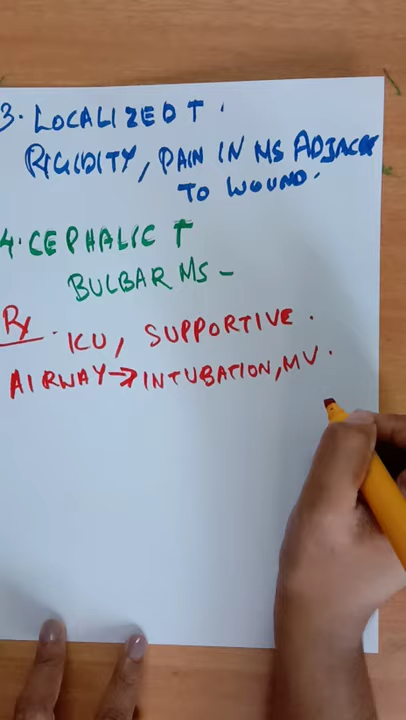 3. LOCALIZED T.
RIGIDITY, PAIN IN MS ADJACENT
TO WOUND.
4. CEPHALIC T
BULBAR MS -
Rx. ICU, SUPPORTIVE.
AIRWAY → INTUBATION, MV.